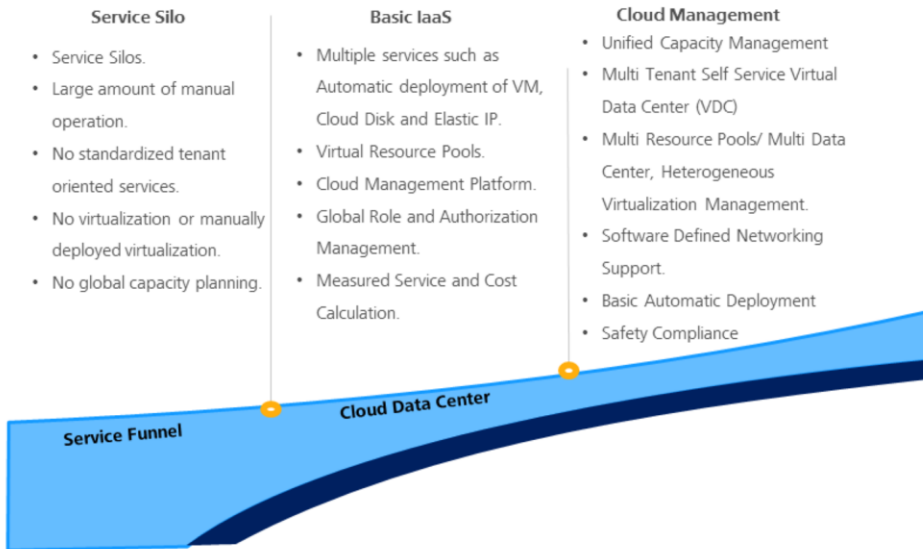 Service Silo
• Service Silos.
• Large amount of manual
operation.
• No standardized tenant
oriented services.
• No virtualization or manually
deployed virtualization.
• No global capacity planning.
Basic IaaS
• Multiple services such as
Automatic deployment of VM,
Cloud Disk and Elastic IP.
• Virtual Resource Pools.
• Cloud Management Platform.
• Global Role and Authorization
Management.
• Measured Service and Cost
Calculation.
Cloud Management
• Unified Capacity Management
• Multi Tenant Self Service Virtual
Data Center (VDC)
• Multi Resource Pools/ Multi Data
Center, Heterogeneous
Virtualization Management.
• Software Defined Networking
Support.
• Basic Automatic Deployment
• Safety Compliance
Service Funnel
Cloud Data Center